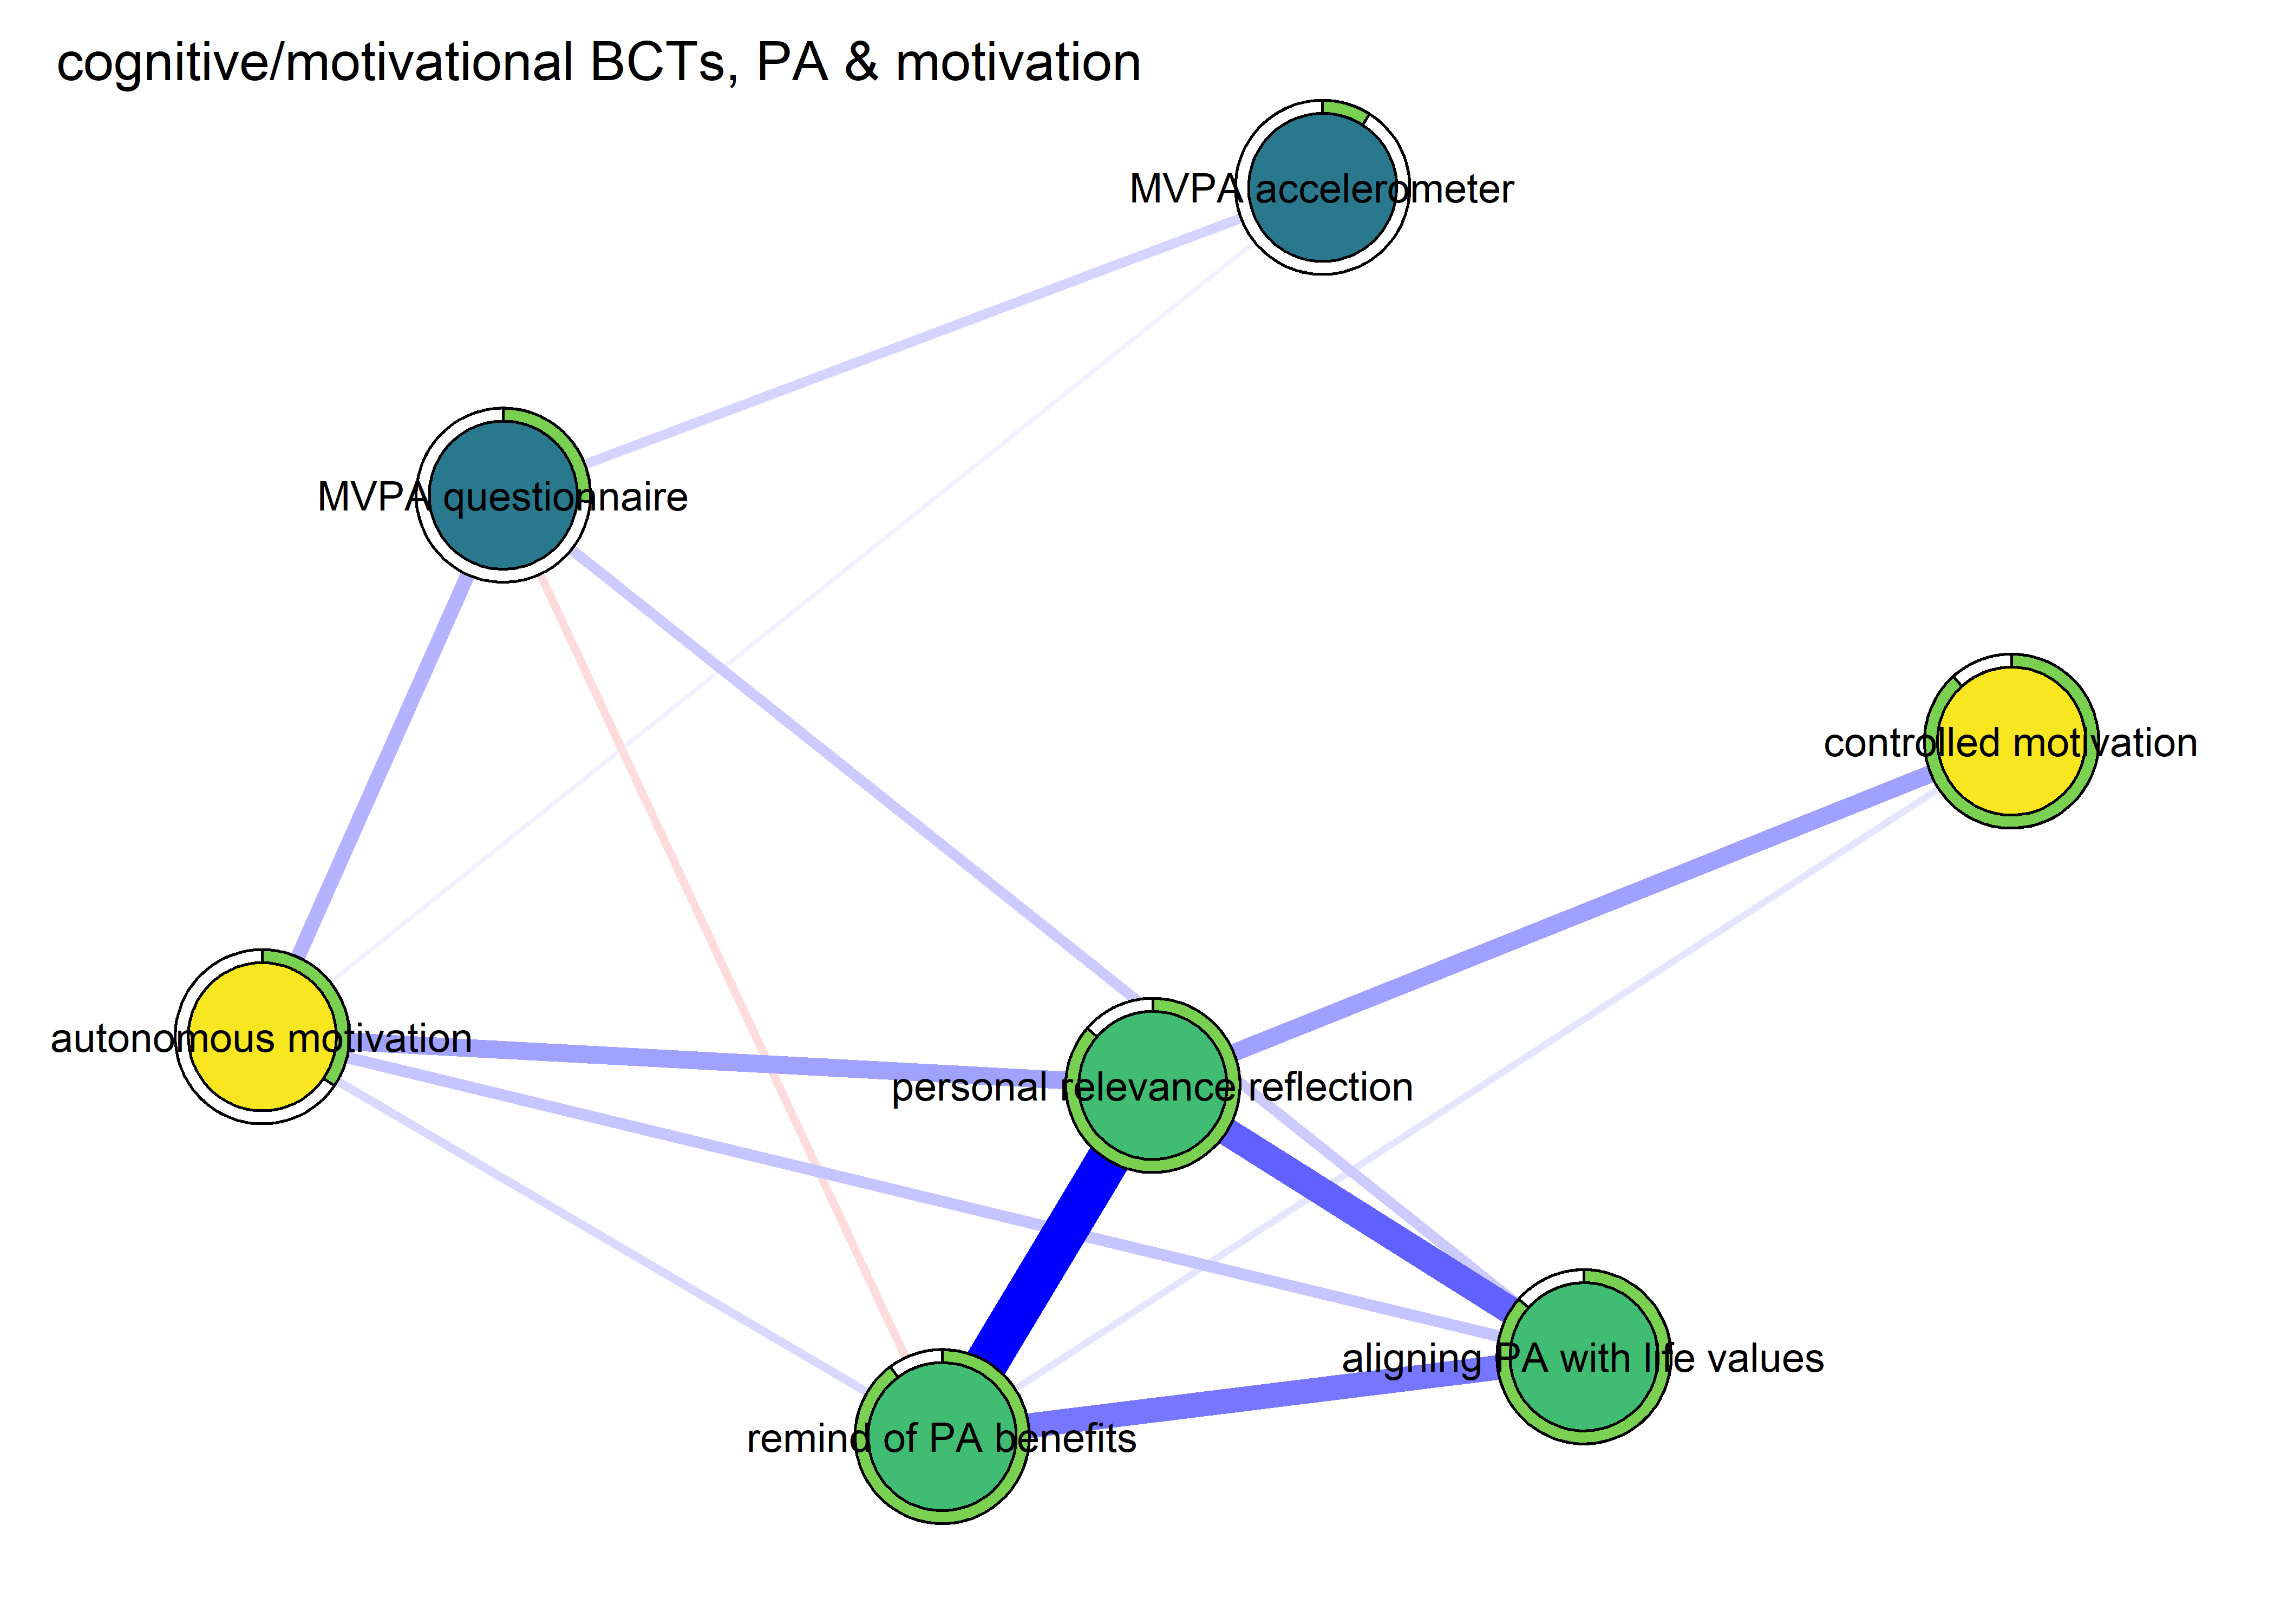 cognitive/motivational BCTs, PA & motivation
MVPA accelerometer
MVPA questionnaire
controlled motivation
autonomous motivation
personal relevance reflection
aligning PA with life values
remind of PA benefits